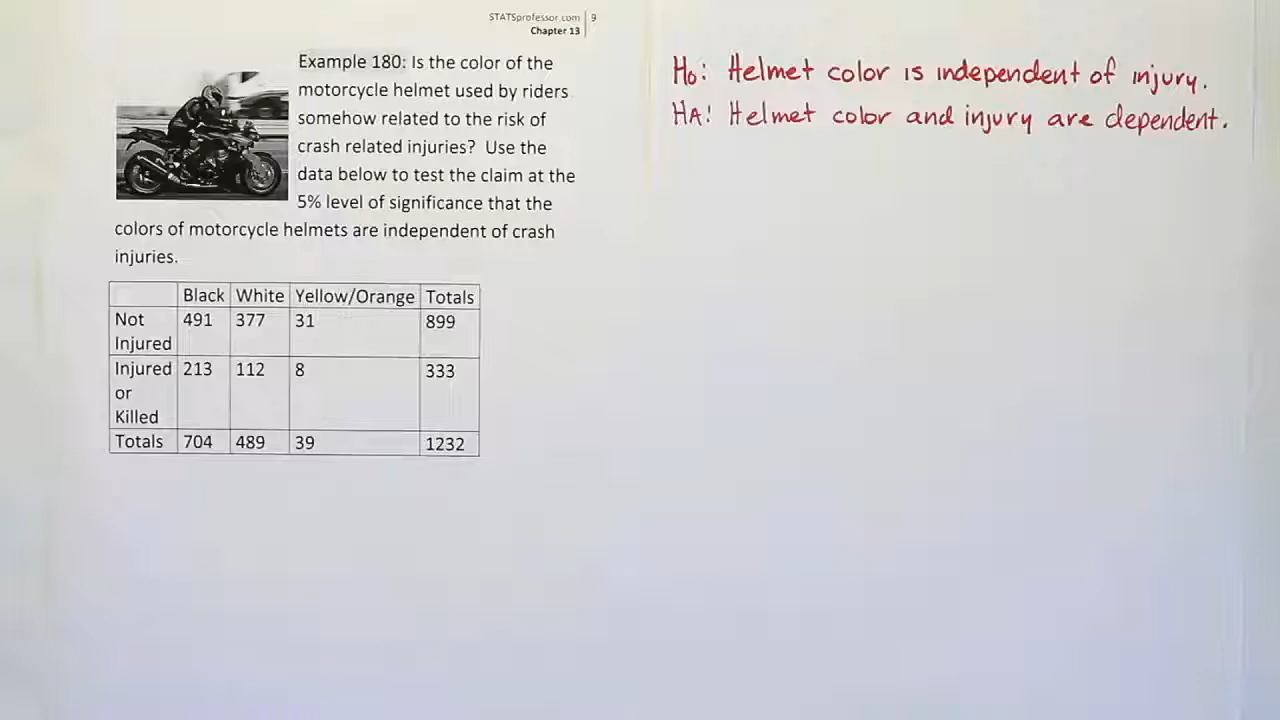 STATSprofessor.com 9
Chapter 13
Example 180: Is the color of the
motorcycle helmet used by riders
somehow related to the risk of
crash related injuries? Use the
data below to test the claim at the
5% level of significance that the
colors of motorcycle helmets are independent of crash
injuries.
Black White Yellow/Orange Totals
Not Injured 491 377 31 899
Injured or Killed 213 112 8 333
Totals 704 489 39 1232
Ho: Helmet color is independent of injury.
HA: Helmet color and injury are dependent.